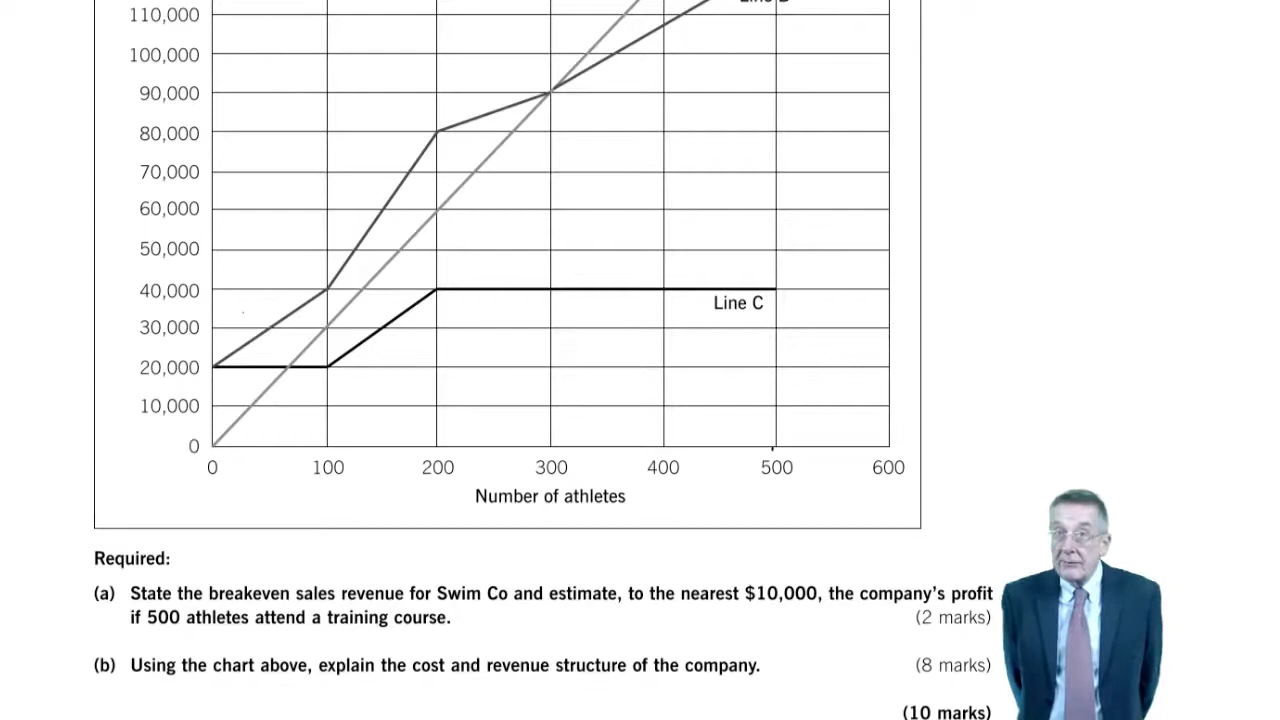 110,000
100,000
90,000
80,000
70,000
60,000
50,000
40,000
Line C
30,000
20,000
10,000
0
0 100 200 300 400 500 600
Number of athletes
Required:
(a) State the breakeven sales revenue for Swim Co and estimate, to the nearest $10,000, the company's profit
if 500 athletes attend a training course. (2 marks)
(b) Using the chart above, explain the cost and revenue structure of the company. (8 marks)
(10 marks)